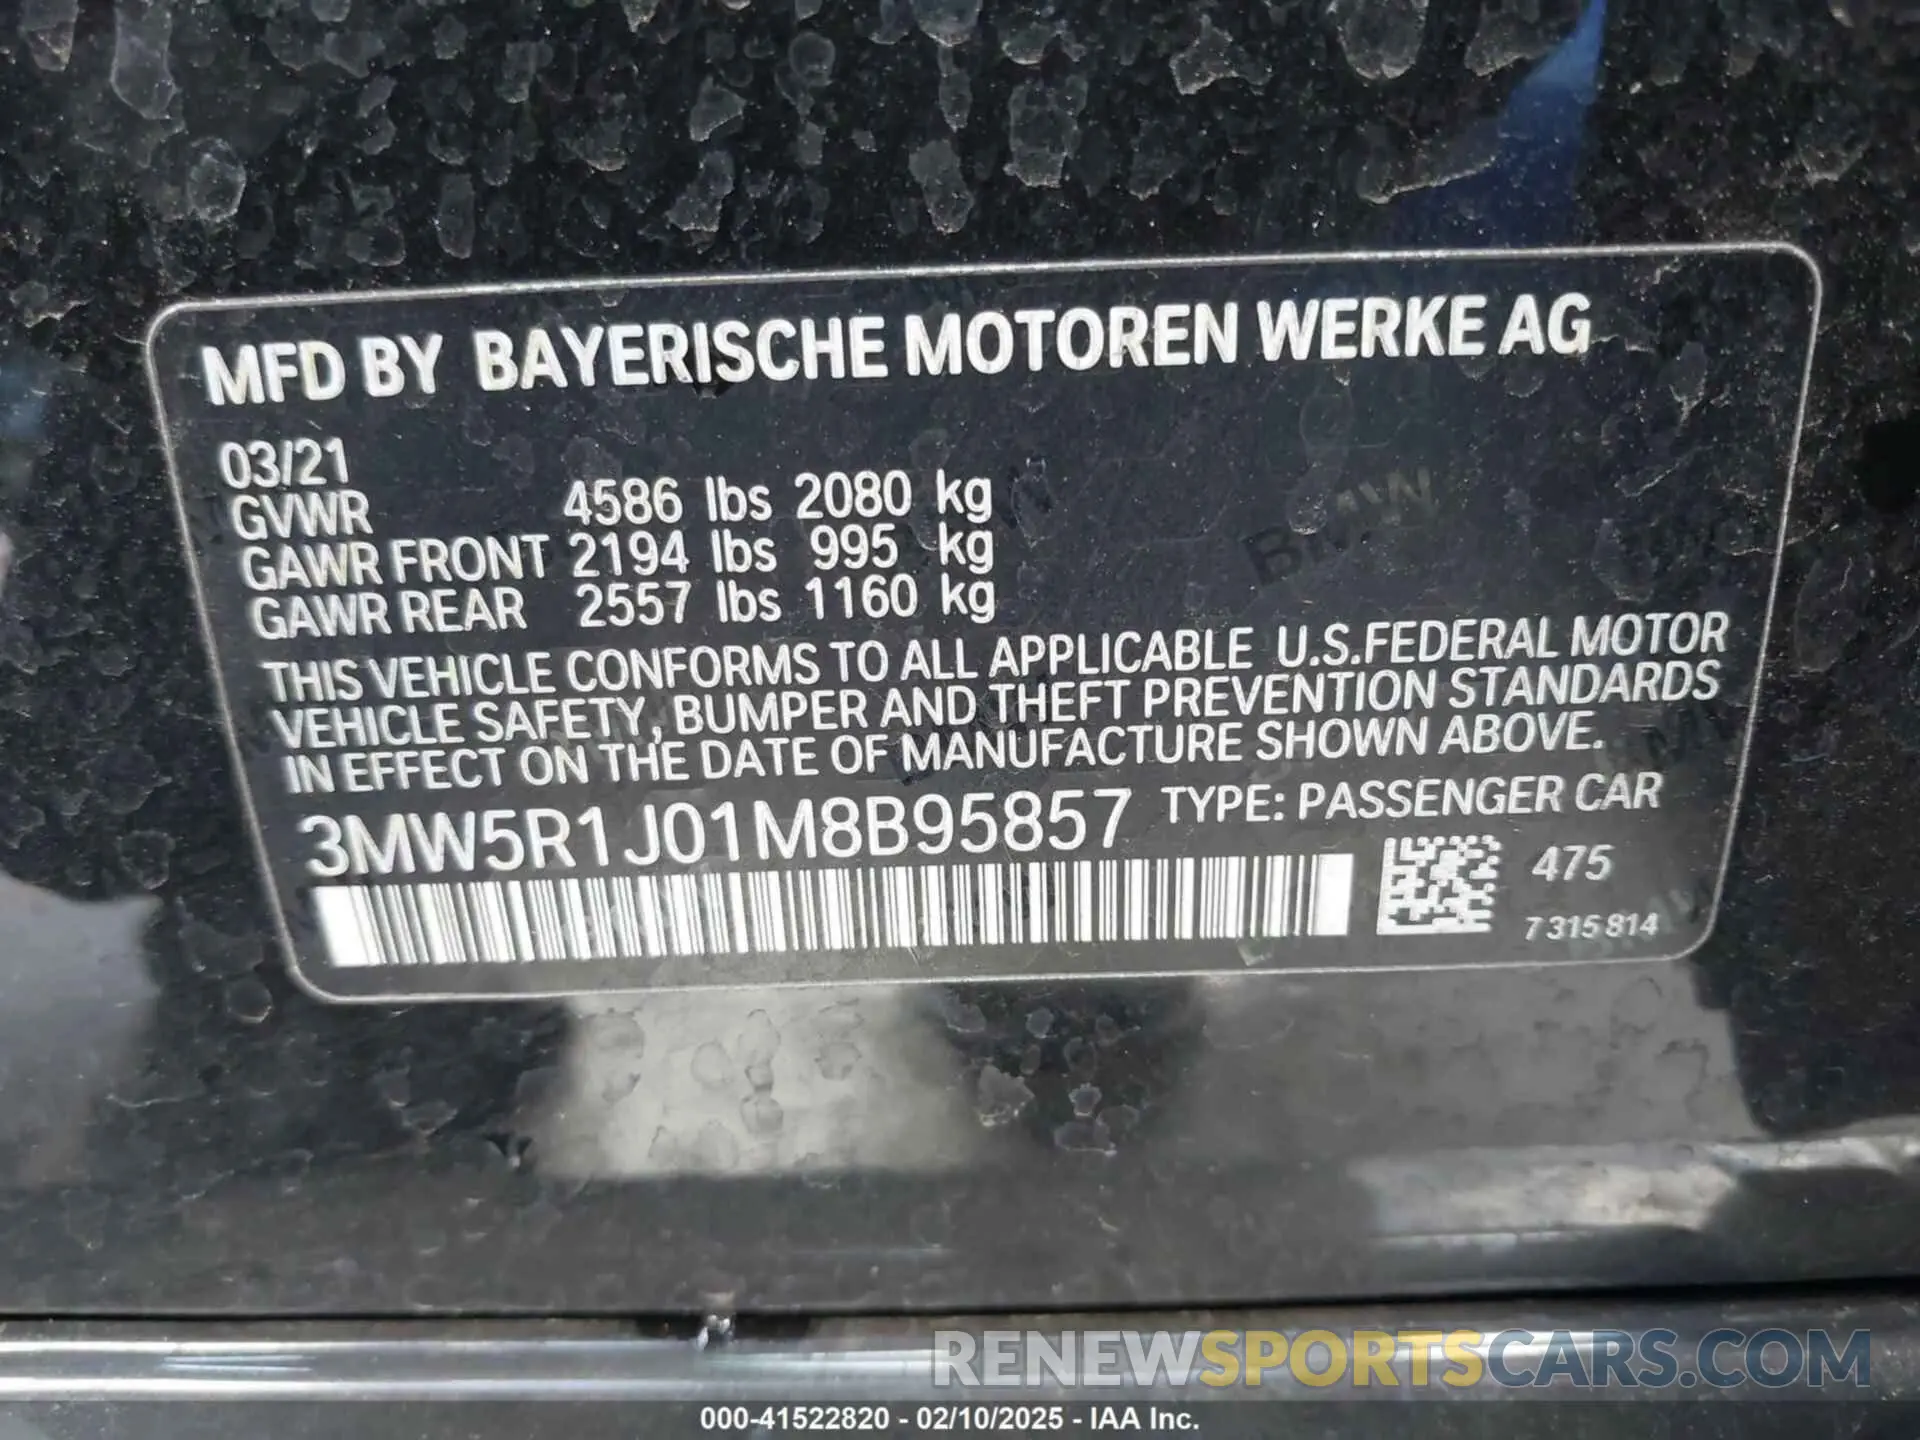 MFD BY BAYERISCHE MOTOREN WERKE AG
03/21
GVWR 4586 lbs 2080 kg
GAWR FRONT 2194 lbs 995 kg
GAWR REAR 2557 lbs 1160 kg
THIS VEHICLE CONFORMS TO ALL APPLICABLE U.S.FEDERAL MOTOR
VEHICLE SAFETY, BUMPER AND THEFT PREVENTION STANDARDS
IN EFFECT ON THE DATE OF MANUFACTURE SHOWN ABOVE.
3MW5R1J01M8B95857 TYPE: PASSENGER CAR
475
7 315 814
RENEWSPORTSCARS.COM
000-41522820 - 02/10/2025 - IAA Inc.